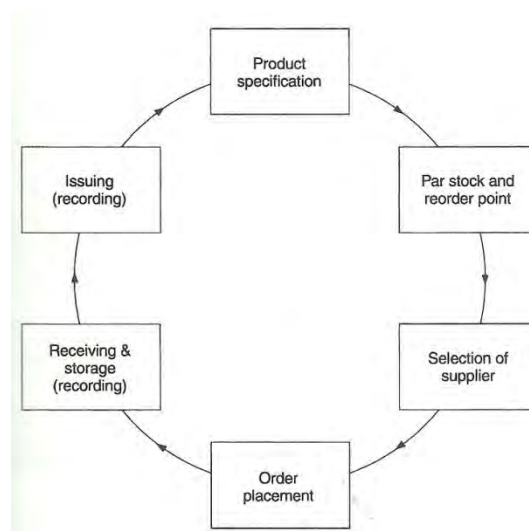 Product
specification
Par stock and
reorder point
Selection of
supplier
Order
placement
Receiving &
storage
(recording)
Issuing
(recording)